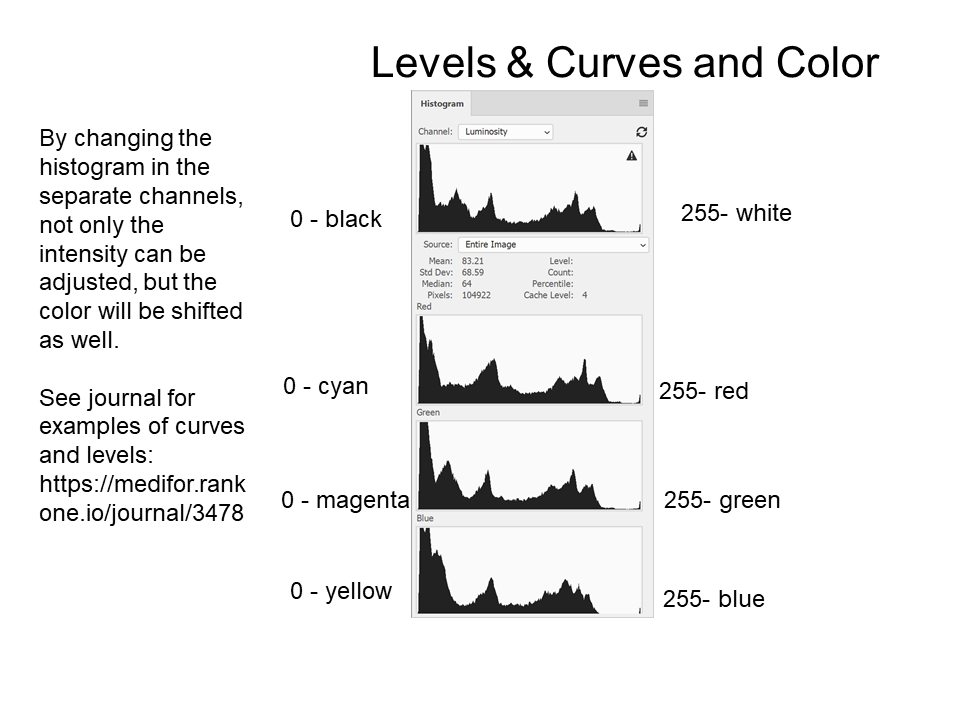 Levels & Curves and Color
By changing the
histogram in the
separate channels,
not only the
intensity can be
adjusted, but the
color will be shifted
as well.
See journal for
examples of curves
and levels:
https://medifor.rank
one.io/journal/3478
Histogram
Channel: Luminosity
0 - black
255- white
Source: Entire Image
Mean: 83.21 Level:
Std Dev: 68.59 Count:
Median: 64 Percentile:
Pixels: 104922 Cache Level: 4
Red
0 - cyan
255- red
Green
0 - magenta
255- green
Blue
0 - yellow
255- blue